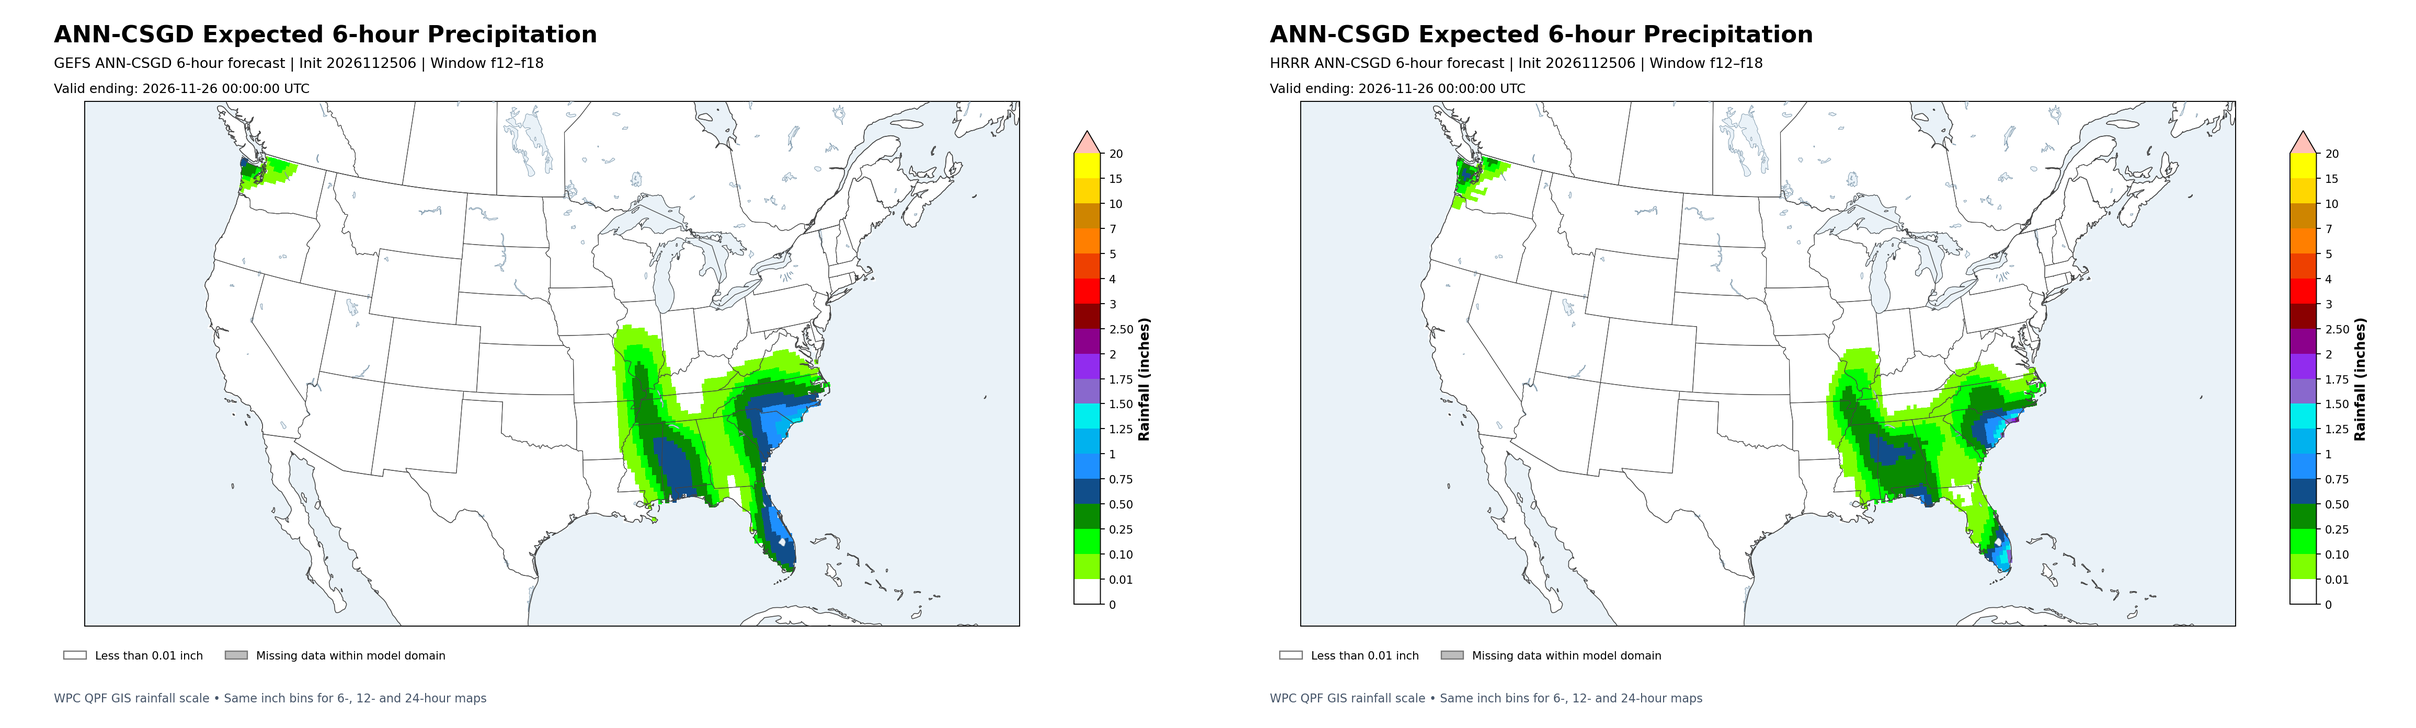 ANN-CSGD Expected 6-hour Precipitation
GEFS ANN-CSGD 6-hour forecast | Init 2026112506 | Window f12–f18
Valid ending: 2026-11-26 00:00:00 UTC
20
15
10
7
5
4
3
2.50
2
1.75
1.50
1.25
1
0.75
0.50
0.25
0.10
0.01
0
Rainfall (inches)
Less than 0.01 inch
Missing data within model domain
WPC QPF GIS rainfall scale • Same inch bins for 6-, 12- and 24-hour maps
ANN-CSGD Expected 6-hour Precipitation
HRRR ANN-CSGD 6-hour forecast | Init 2026112506 | Window f12–f18
Valid ending: 2026-11-26 00:00:00 UTC
20
15
10
7
5
4
3
2.50
2
1.75
1.50
1.25
1
0.75
0.50
0.25
0.10
0.01
0
Rainfall (inches)
Less than 0.01 inch
Missing data within model domain
WPC QPF GIS rainfall scale • Same inch bins for 6-, 12- and 24-hour maps